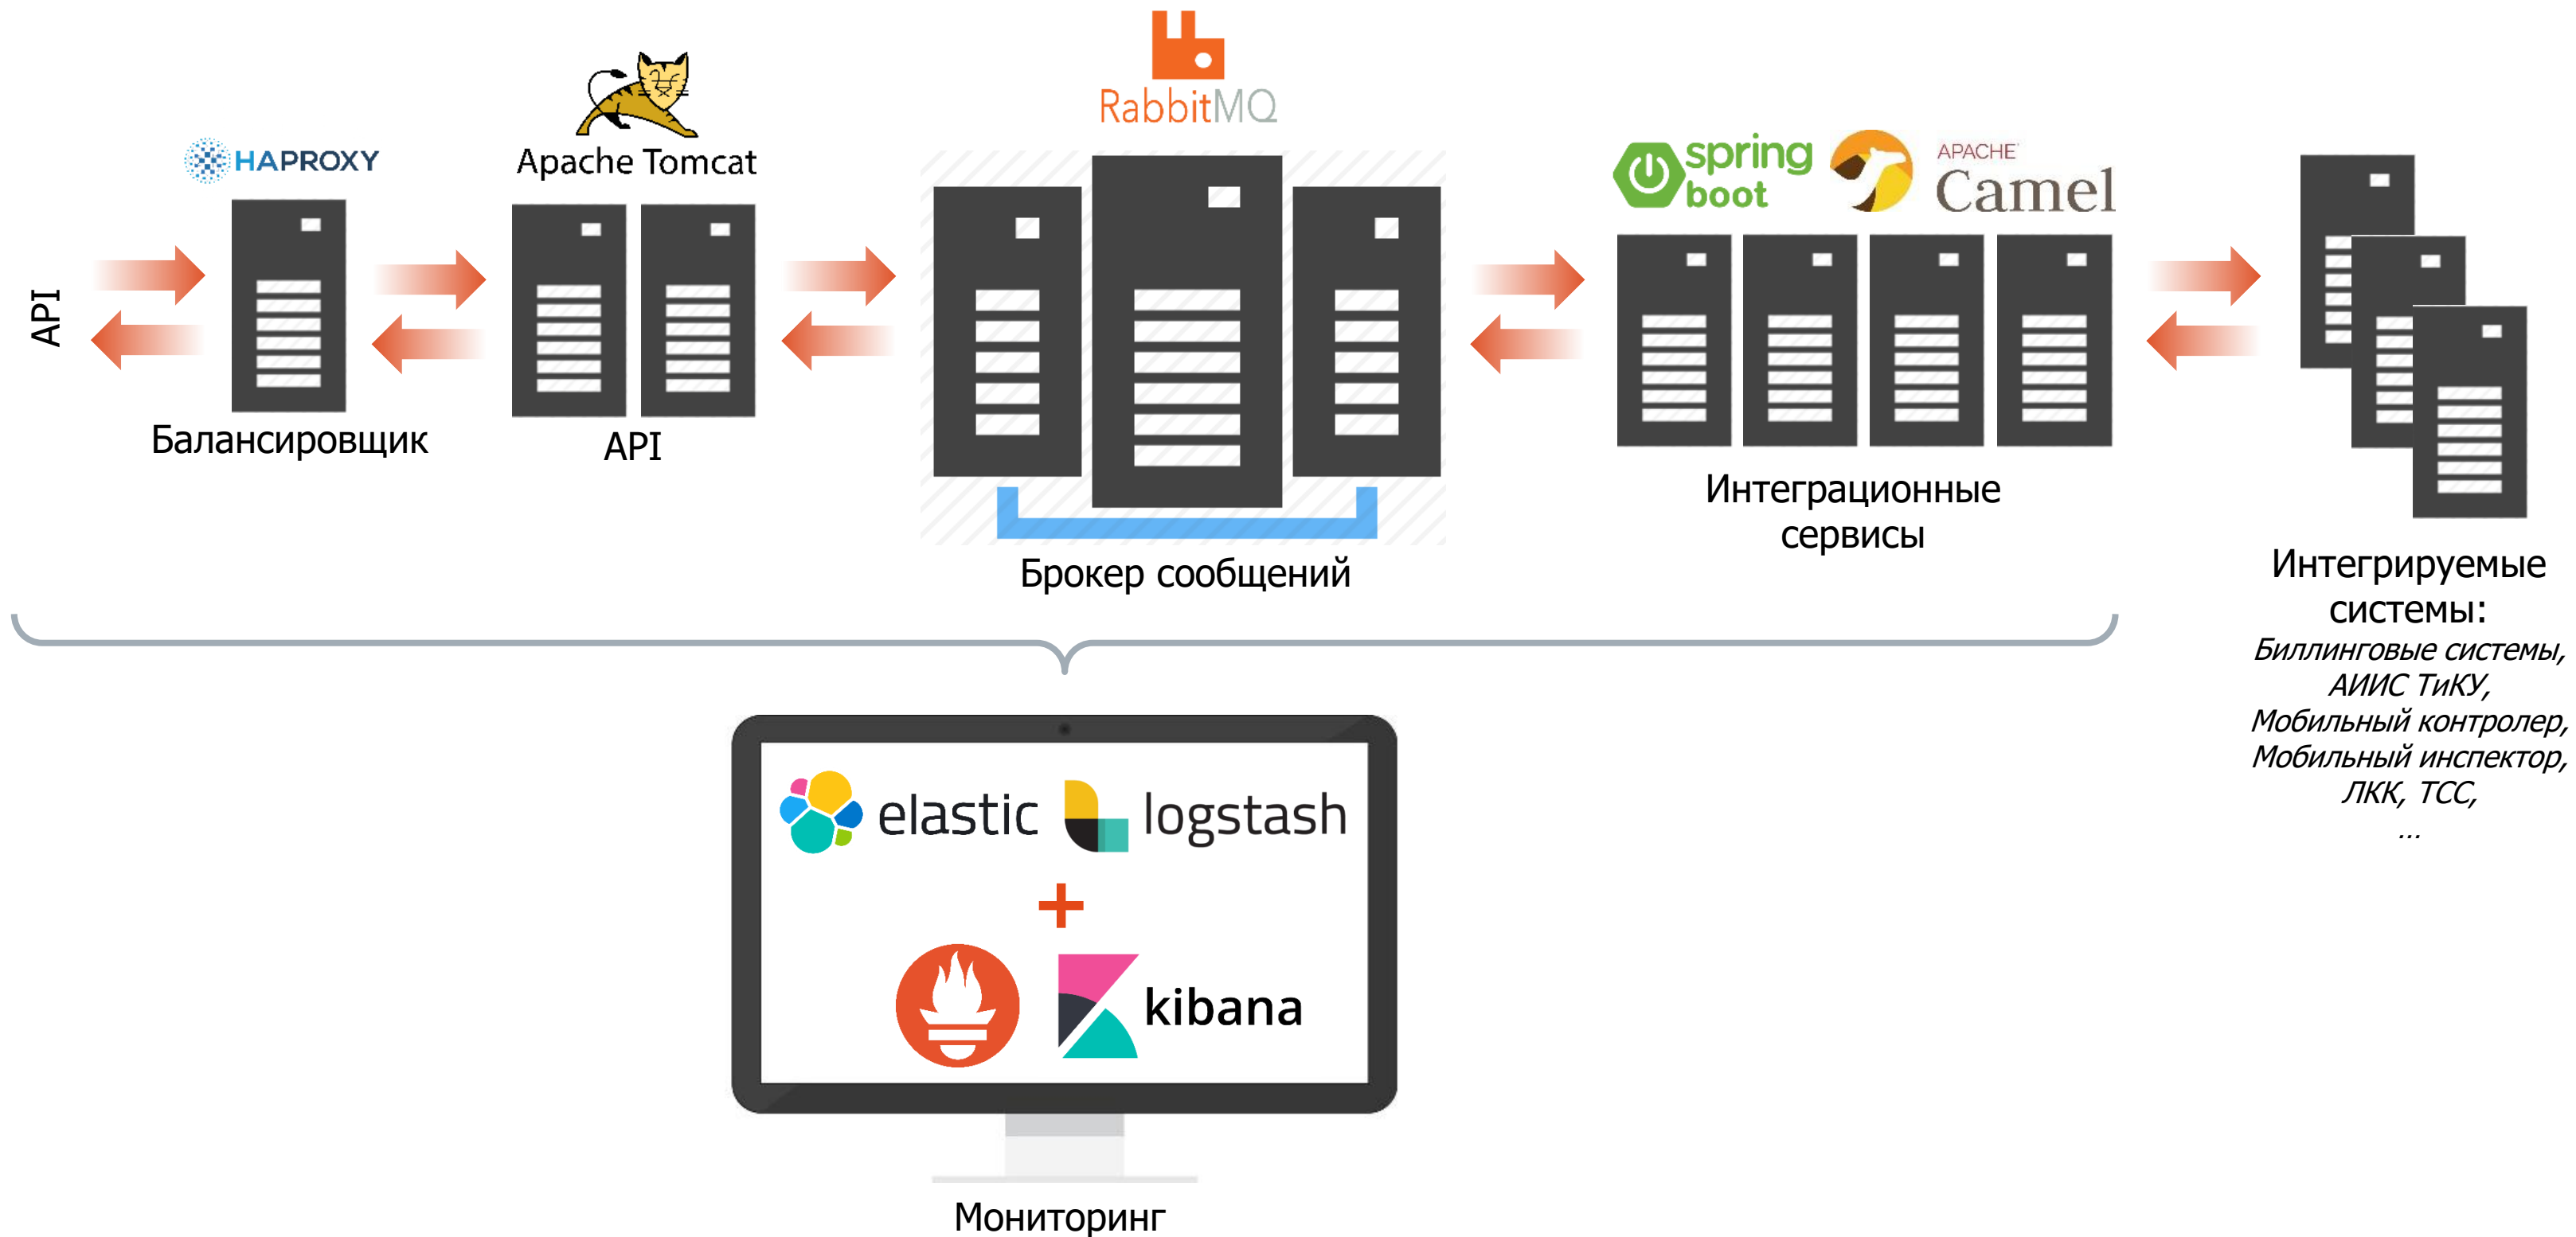 RabbitMQ
Apache Tomcat
HAPROXY
spring
boot
APACHE
Camel
API
Балансировщик
API
Брокер сообщений
Интеграционные
сервисы
Интегрируемые
системы:
Биллинговые системы,
АИИС ТиКУ,
Мобильный контролер,
Мобильный инспектор,
ЛКК, ТСС,
...
elastic
logstash
+
kibana
Мониторинг